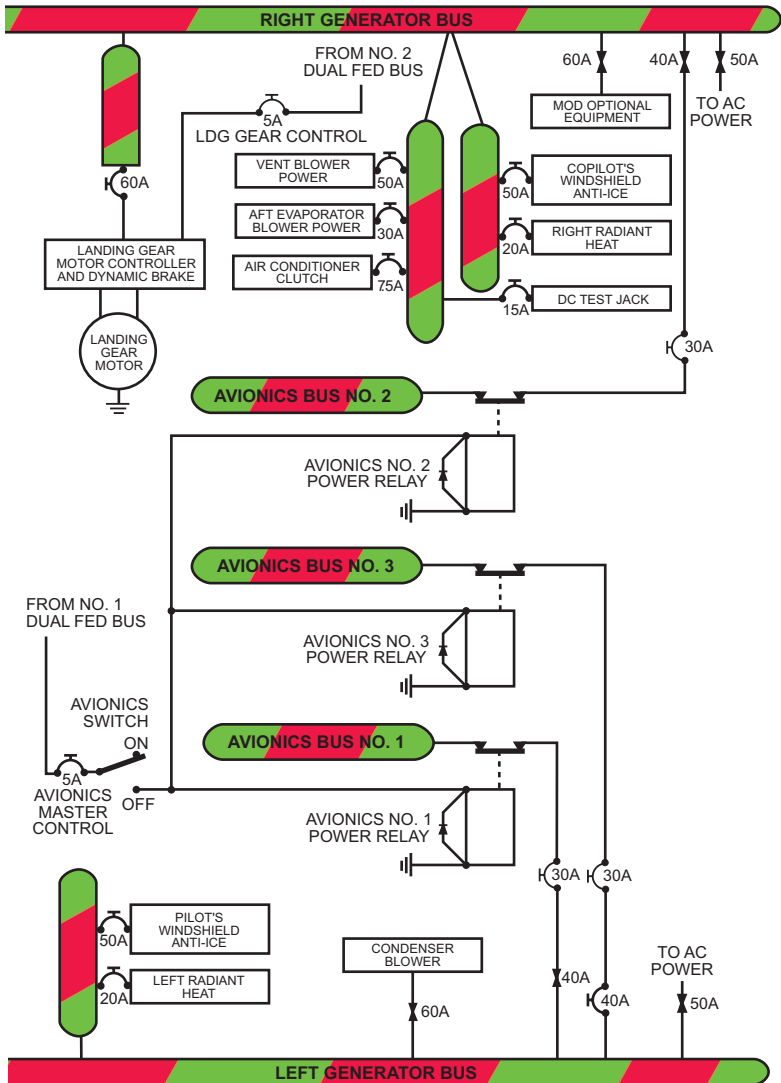 RIGHT GENERATOR BUS
FROM NO. 2
DUAL FED BUS
60A
40A
50A
5A
LDG GEAR CONTROL
MOD OPTIONAL
EQUIPMENT
TO AC
POWER
60A
VENT BLOWER
POWER
50A
COPILOT'S
WINDSHIELD
ANTI-ICE
50A
AFT EVAPORATOR
BLOWER POWER
30A
RIGHT RADIANT
HEAT
20A
LANDING GEAR
MOTOR CONTROLLER
AND DYNAMIC BRAKE
AIR CONDITIONER
CLUTCH
75A
DC TEST JACK
15A
LANDING
GEAR
MOTOR
30A
AVIONICS BUS NO. 2
AVIONICS NO. 2
POWER RELAY
AVIONICS BUS NO. 3
FROM NO. 1
DUAL FED BUS
AVIONICS NO. 3
POWER RELAY
AVIONICS
SWITCH
ON
AVIONICS BUS NO. 1
5A
AVIONICS
MASTER
CONTROL
OFF
AVIONICS NO. 1
POWER RELAY
30A
30A
PILOT'S
WINDSHIELD
ANTI-ICE
50A
LEFT RADIANT
HEAT
20A
CONDENSER
BLOWER
60A
40A
40A
TO AC
POWER
50A
LEFT GENERATOR BUS